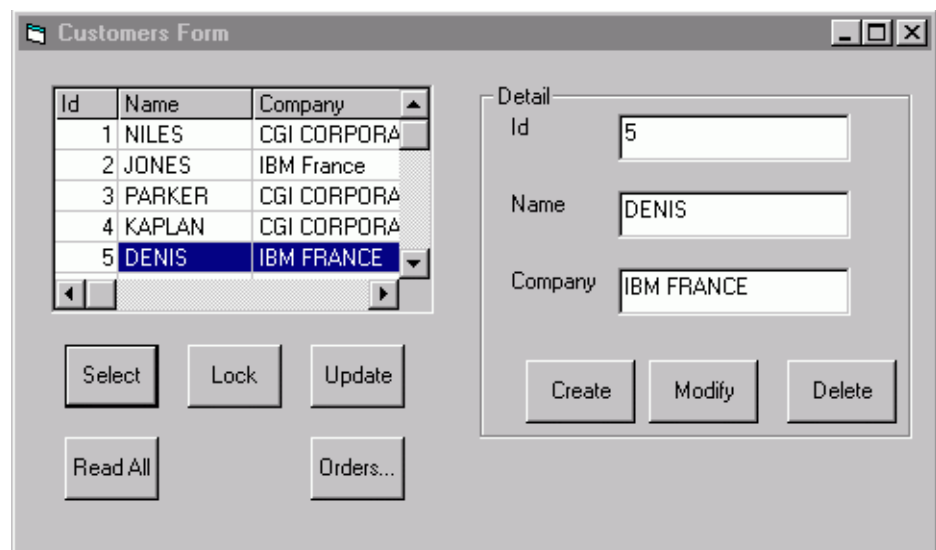 Customers Form
Id Name Company
1 NILES CGI CORPORA
2 JONES IBM France
3 PARKER CGI CORPORA
4 KAPLAN CGI CORPORA
5 DENIS IBM FRANCE
Select Lock Update
Read All Orders...
Detail
Id 5
Name DENIS
Company IBM FRANCE
Create Modify Delete